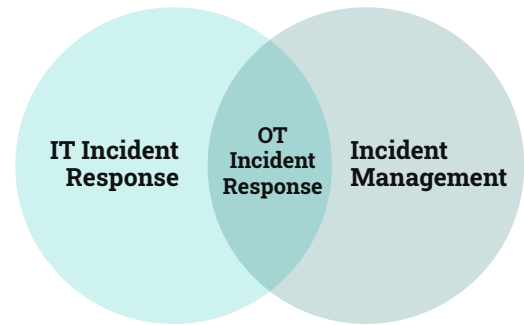 IT Incident
Response
OT
Incident
Response
Incident
Management